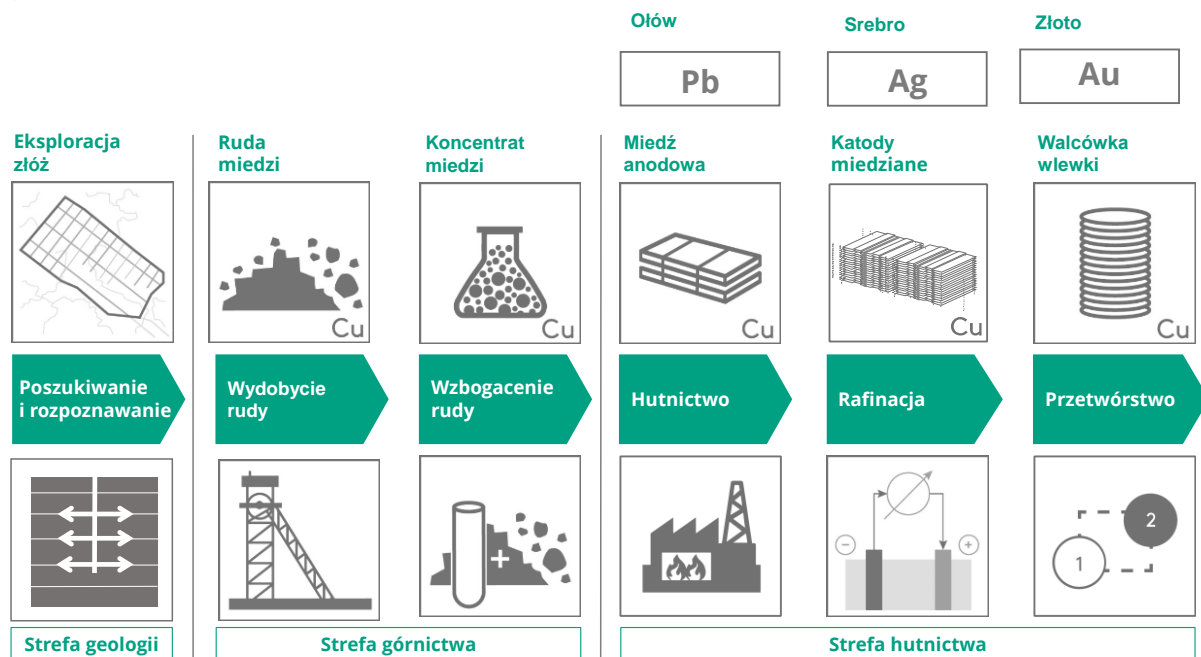 Ołów
Srebro
Złoto
Pb
Ag
Au
Eksploracja
złóż
Ruda
miedzi
Koncentrat
miedzi
Miedź
anodowa
Katody
miedziane
Walcówka
wlewki
Cu
Cu
Cu
Cu
Cu
Poszukiwanie
i rozpoznawanie
Wydobycie
rudy
Wzbogacenie
rudy
Hutnictwo
Rafinacja
Przetwórstwo
+
−
+
1
2
Strefa geologii
Strefa górnictwa
Strefa hutnictwa